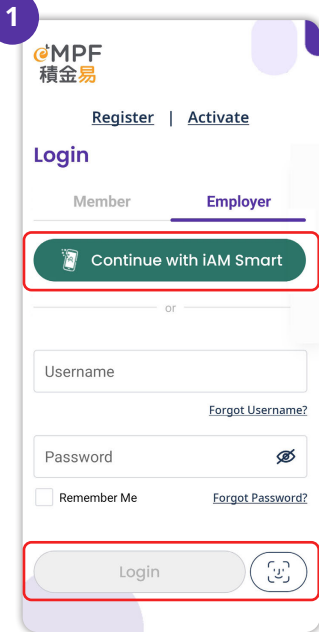 1
eMPF
積金易
Register | Activate
Login
Member Employer
Continue with iAM Smart
or
Username
Forgot Username?
Password
Remember Me Forgot Password?
Login